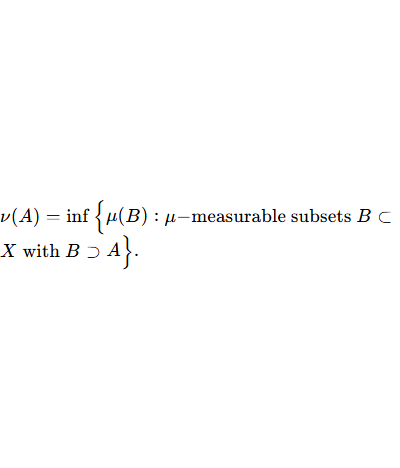 ν(A) = inf {μ(B) : μ−measurable subsets B ⊂
X with B ⊃ A}.